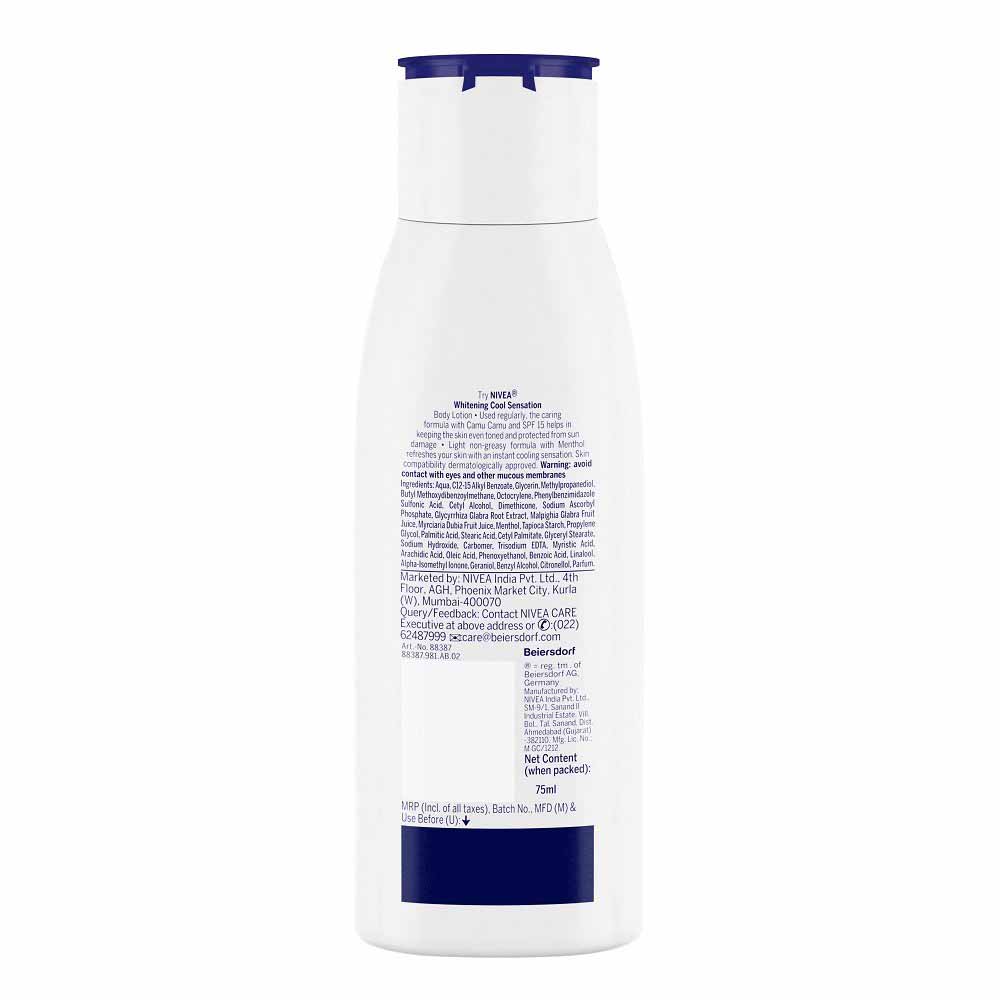 Try NIVEA®
Whitening Cool Sensation
Body Lotion • Used regularly, the caring
formula with Camu Camu and SPF 15 helps in
keeping the skin even toned and protected from sun
damage • Light non-greasy formula with Menthol
refreshes your skin with an instant cooling sensation. Skin
compatibility dermatologically approved. Warning: avoid
contact with eyes and other mucous membranes
Ingredients: Aqua, C12-15 Alkyl Benzoate, Glycerin, Methylpropanediol,
Butyl Methoxydibenzoylmethane, Octocrylene, Phenylbenzimidazole
Sulfonic Acid, Cetyl Alcohol, Dimethicone, Sodium Ascorbyl
Phosphate, Glycyrrhiza Glabra Root Extract, Malpighia Glabra Fruit
Juice, Myrciaria Dubia Fruit Juice, Menthol, Tapioca Starch, Propylene
Glycol, Palmitic Acid, Stearic Acid, Cetyl Palmitate, Glyceryl Stearate,
Sodium Hydroxide, Carbomer, Trisodium EDTA, Myristic Acid,
Arachidic Acid, Oleic Acid, Phenoxyethanol, Benzoic Acid, Linalool,
Alpha-Isomethyl Ionone, Geraniol, Benzyl Alcohol, Citronellol, Parfum.
Marketed by: NIVEA India Pvt. Ltd., 4th
Floor, AGH, Phoenix Market City, Kurla
(W), Mumbai-400070
Query/Feedback: Contact NIVEA CARE
Executive at above address or ✆:(022)
62487999 ✉care@beiersdorf.com
Art.-No. 88387
88387.981.AB.02
Beiersdorf
® = reg. tm. of
Beiersdorf AG,
Germany
Manufactured by:
NIVEA India Pvt. Ltd.,
SM-9/1, Sanand II
Industrial Estate, Vill.
Bol., Tal. Sanand, Dist.
Ahmedabad (Gujarat)
-382110. Mfg. Lic. No.:
M GC/1212
Net Content
(when packed):
75ml
MRP (Incl. of all taxes), Batch No., MFD (M) &
Use Before (U):